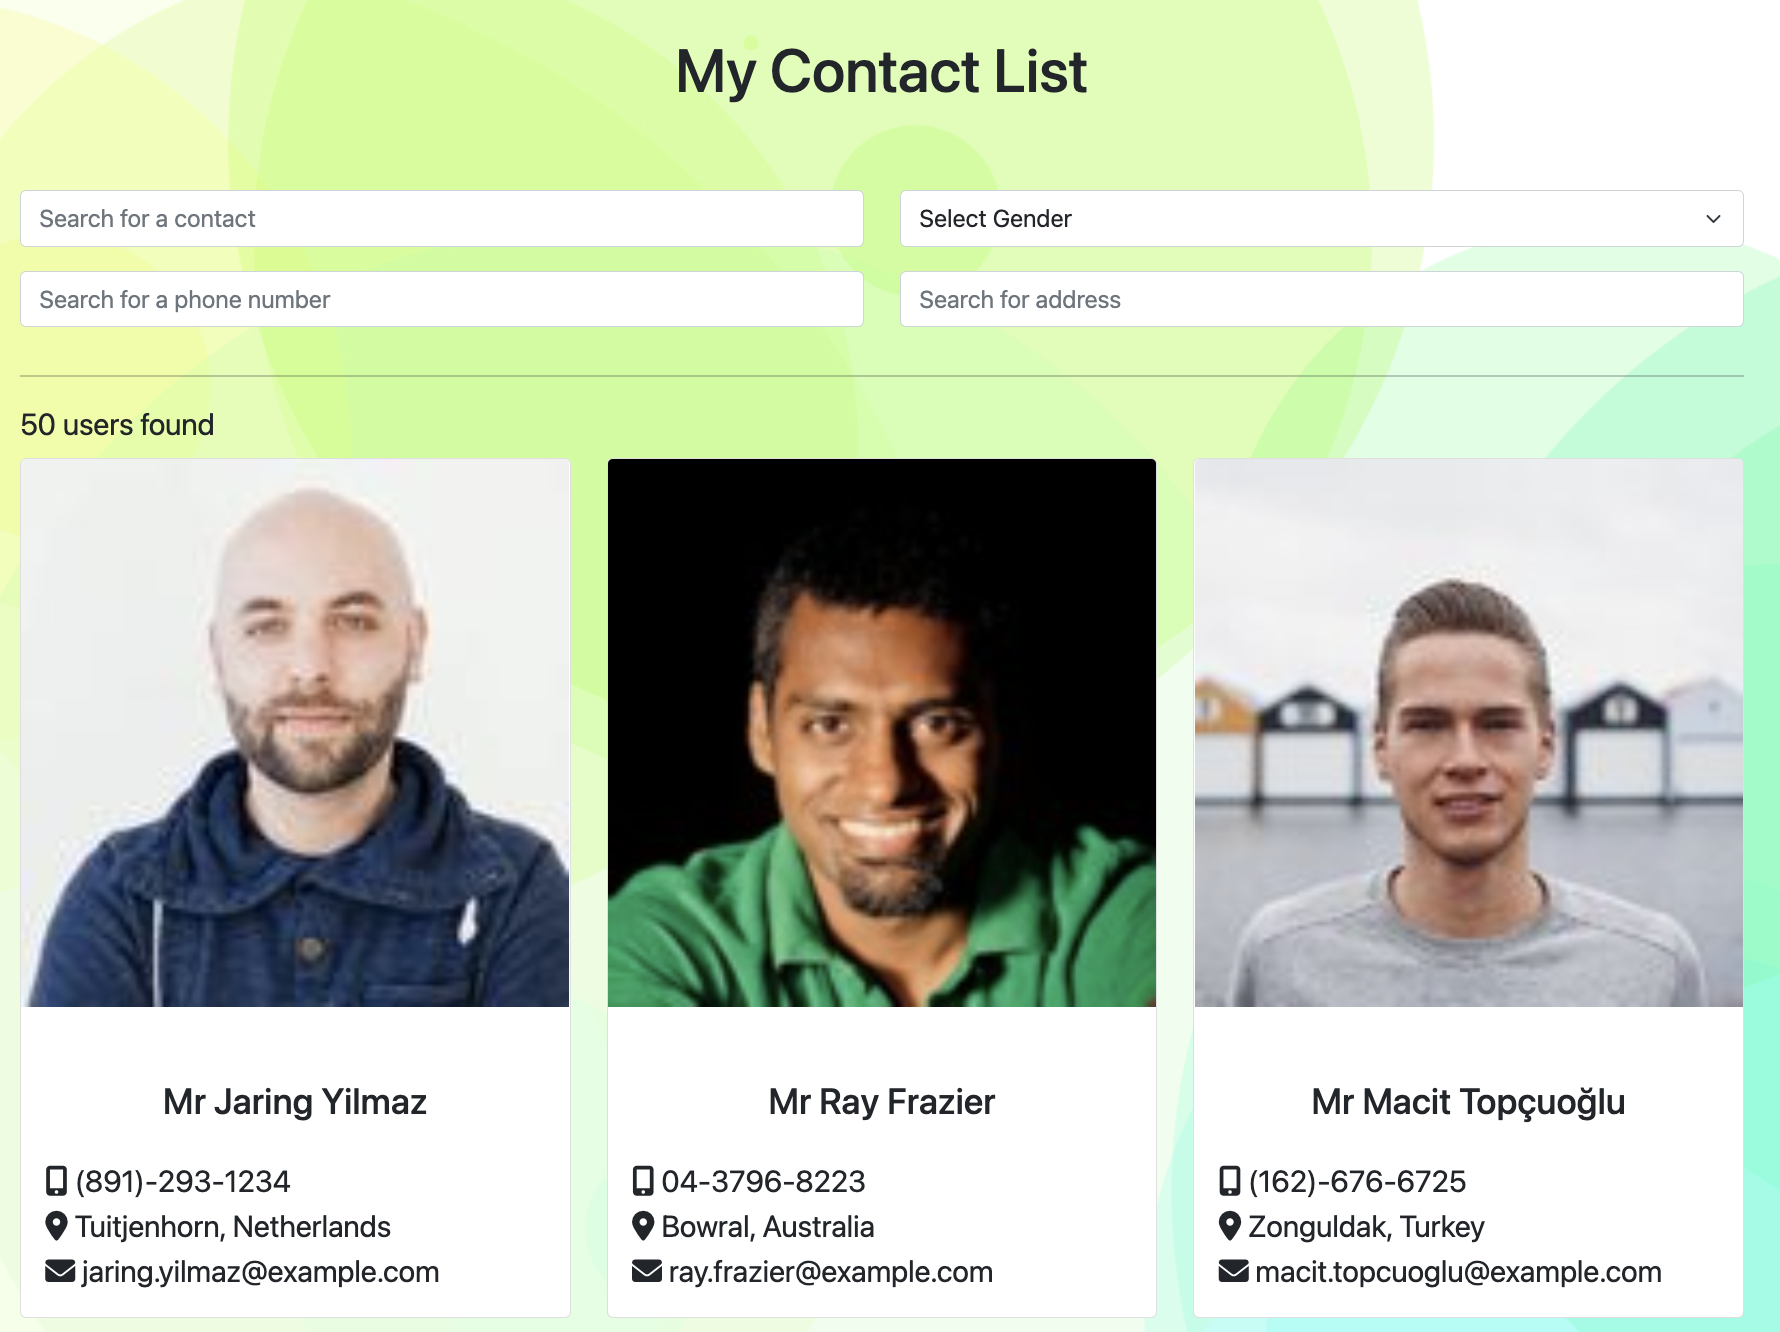 My Contact List
Search for a contact
Select Gender
Search for a phone number
Search for address
50 users found
Mr Jaring Yilmaz
(891)-293-1234
Tuitjenhorn, Netherlands
jaring.yilmaz@example.com
Mr Ray Frazier
04-3796-8223
Bowral, Australia
ray.frazier@example.com
Mr Macit Topçuoğlu
(162)-676-6725
Zonguldak, Turkey
macit.topcuoglu@example.com